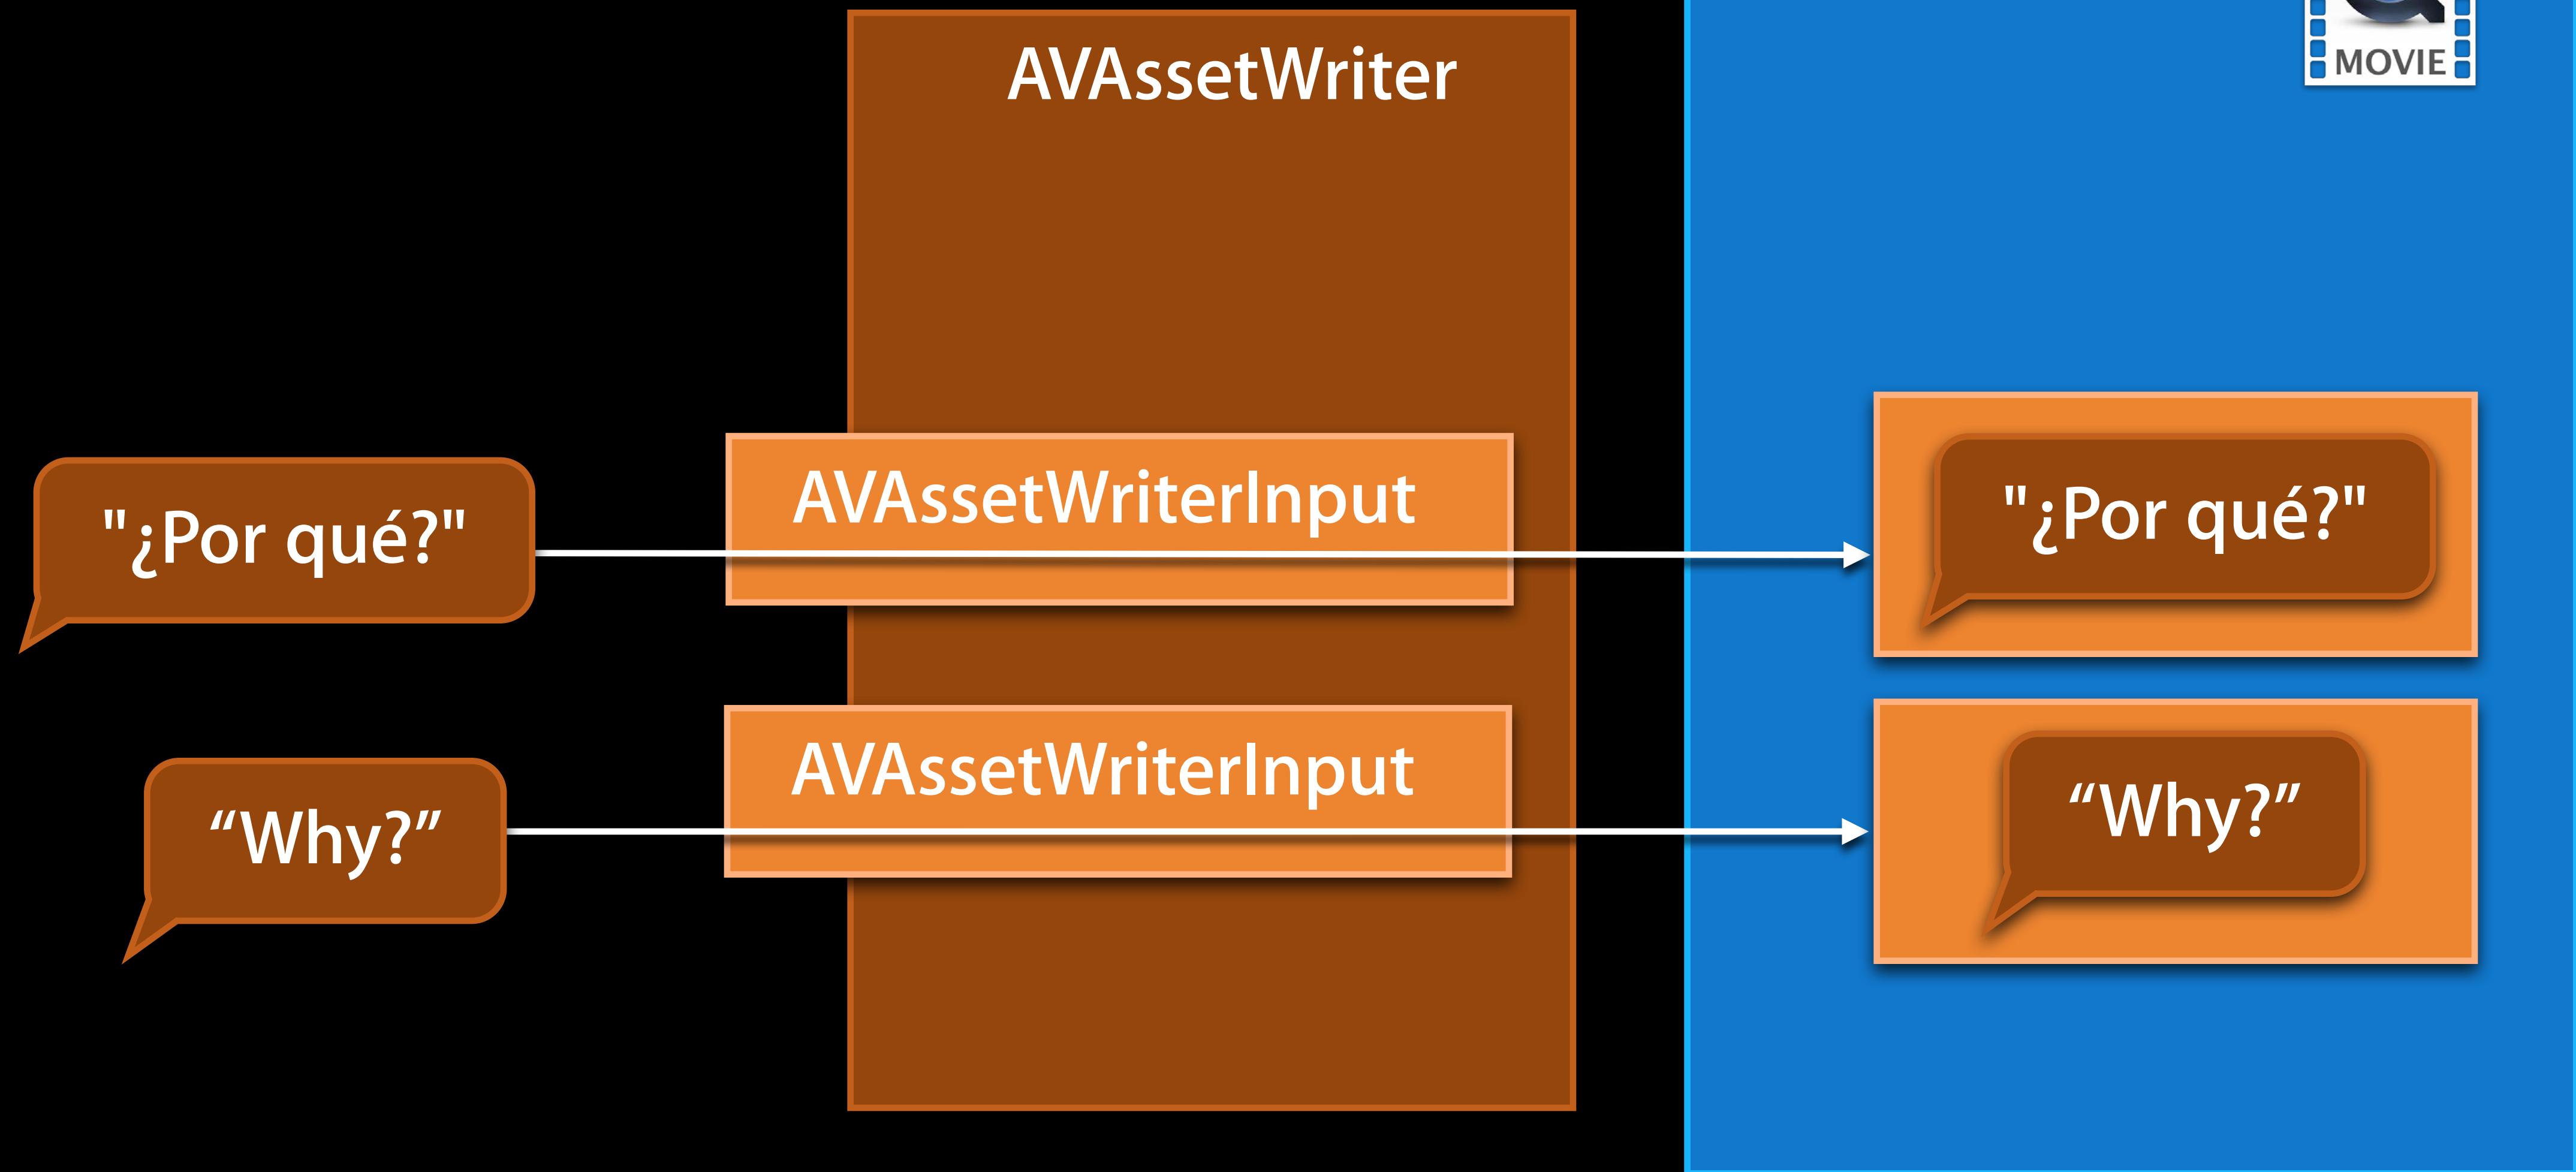 AVAssetWriter
MOVIE
"¿Por qué?"
AVAssetWriterInput
"¿Por qué?"
“Why?”
AVAssetWriterInput
“Why?”